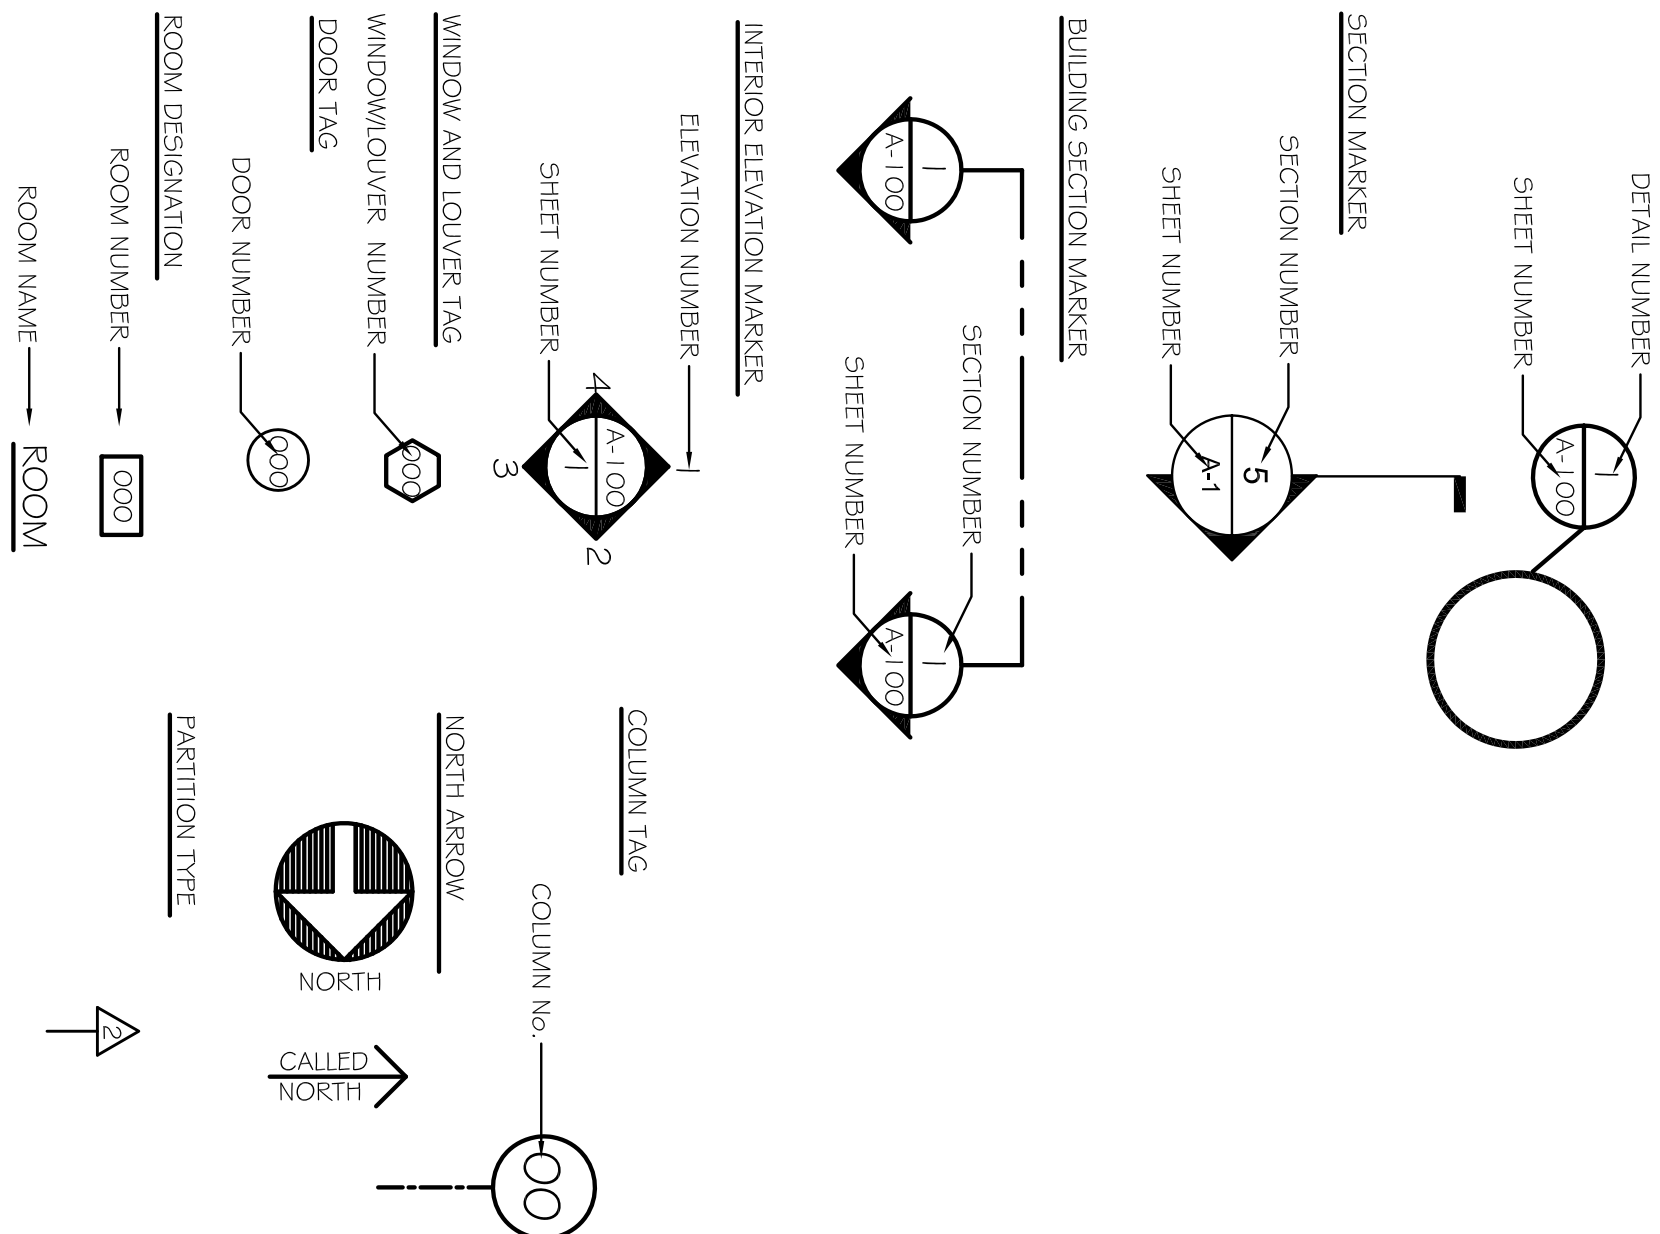 DETAIL NUMBER
1
A-100
SHEET NUMBER
SECTION MARKER
SECTION NUMBER
5
A-1
SHEET NUMBER
BUILDING SECTION MARKER
SECTION NUMBER
1
1
A-100
A-100
SHEET NUMBER
INTERIOR ELEVATION MARKER
ELEVATION NUMBER
1
A-100
4
2
1
SHEET NUMBER
3
WINDOW AND LOUVER TAG
WINDOW/LOUVER NUMBER
000
DOOR TAG
DOOR NUMBER
000
ROOM DESIGNATION
ROOM NUMBER
000
ROOM NAME
ROOM
COLUMN TAG
COLUMN No.
00
NORTH ARROW
NORTH
CALLED
NORTH
PARTITION TYPE
2